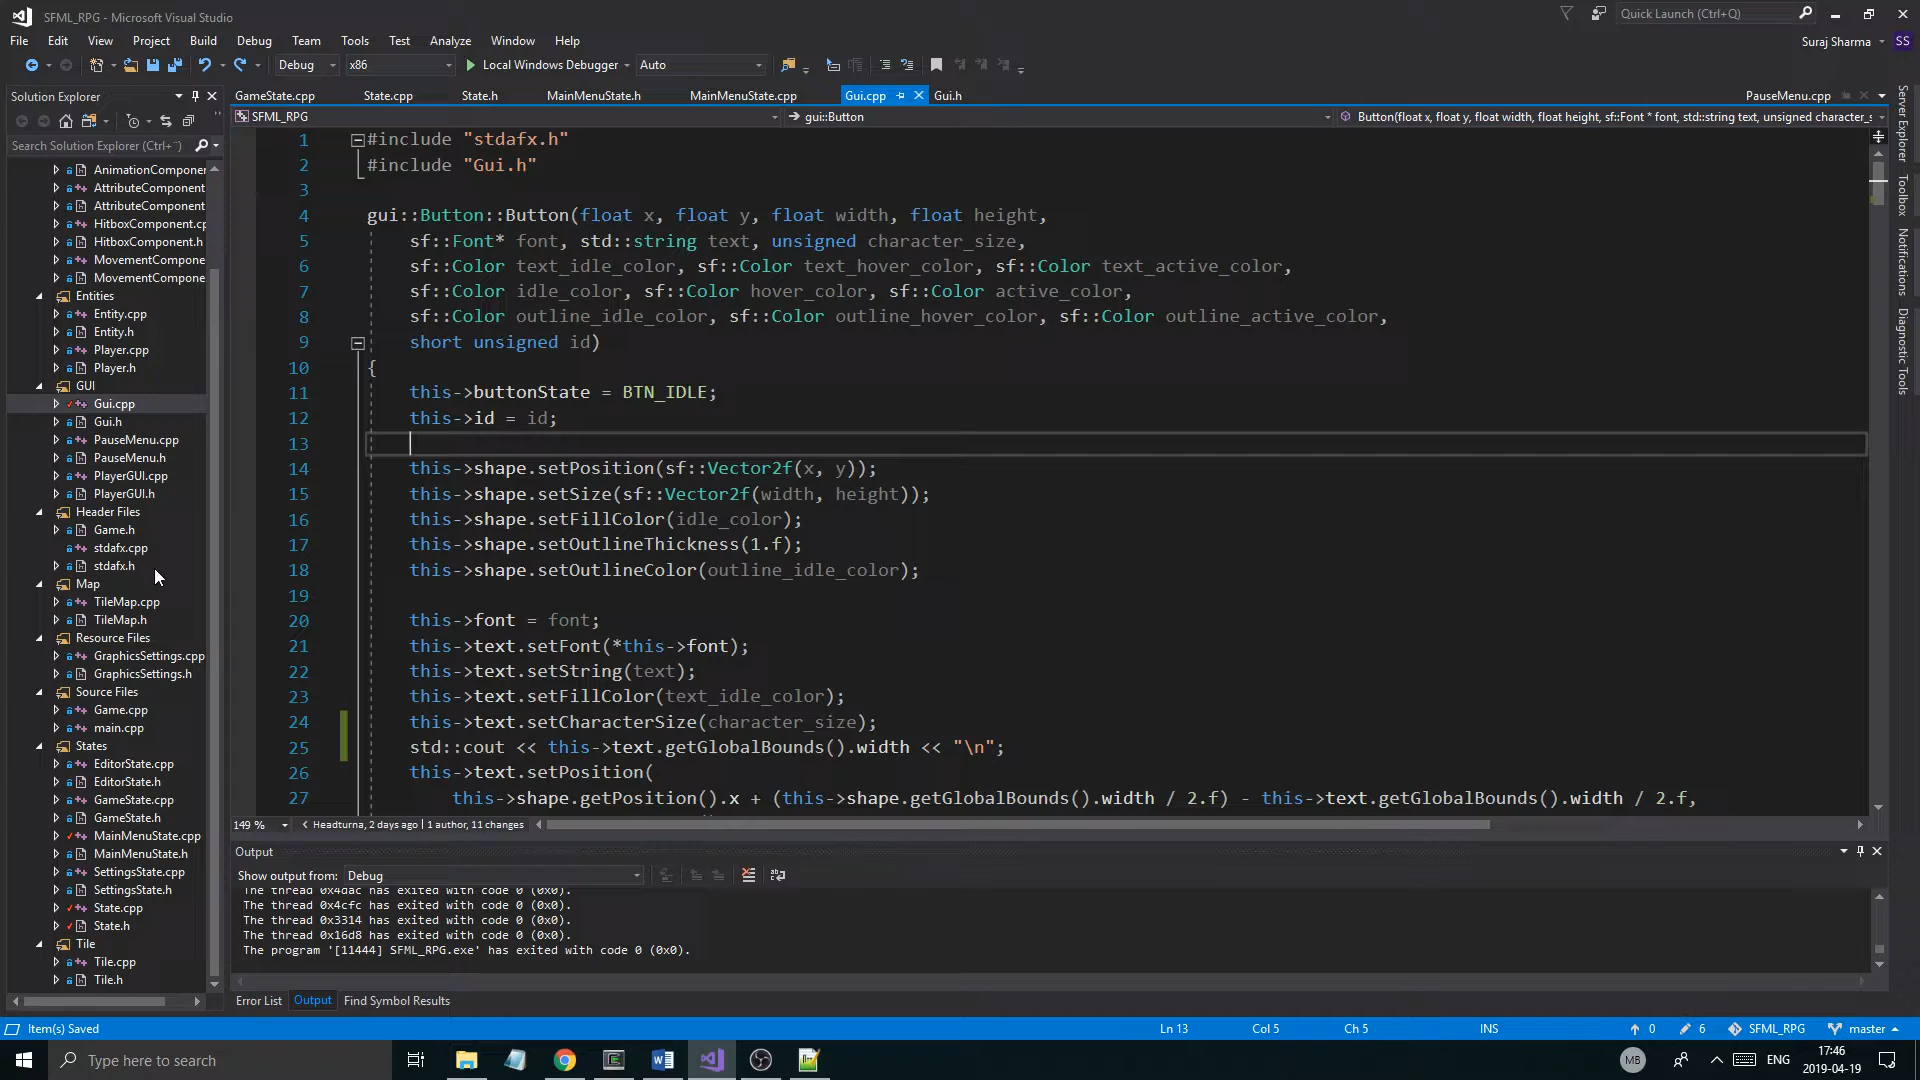 SFML_RPG - Microsoft Visual Studio
Quick Launch (Ctrl+Q)
File Edit View Project Build Debug Team Tools Test Analyze Window Help
Suraj Sharma SS
Debug x86 Local Windows Debugger Auto
Solution Explorer
Search Solution Explorer (Ctrl+¨)
AnimationComponen
AttributeComponent
AttributeComponent
HitboxComponent.cp
HitboxComponent.h
MovementCompone
MovementCompone
Entities
Entity.cpp
Entity.h
Player.cpp
Player.h
GUI
Gui.cpp
Gui.h
PauseMenu.cpp
PauseMenu.h
PlayerGUI.cpp
PlayerGUI.h
Header Files
Game.h
stdafx.cpp
stdafx.h
Map
TileMap.cpp
TileMap.h
Resource Files
GraphicsSettings.cpp
GraphicsSettings.h
Source Files
Game.cpp
main.cpp
States
EditorState.cpp
EditorState.h
GameState.cpp
GameState.h
MainMenuState.cpp
MainMenuState.h
SettingsState.cpp
SettingsState.h
State.cpp
State.h
Tile
Tile.cpp
Tile.h
GameState.cpp State.cpp State.h MainMenuState.h MainMenuState.cpp Gui.cpp Gui.h PauseMenu.cpp
SFML_RPG gui::Button Button(float x, float y, float width, float height, sf::Font * font, std::string text, unsigned character_s
1 #include "stdafx.h"
2 #include "Gui.h"
3
4 gui::Button::Button(float x, float y, float width, float height,
5 sf::Font* font, std::string text, unsigned character_size,
6 sf::Color text_idle_color, sf::Color text_hover_color, sf::Color text_active_color,
7 sf::Color idle_color, sf::Color hover_color, sf::Color active_color,
8 sf::Color outline_idle_color, sf::Color outline_hover_color, sf::Color outline_active_color,
9 short unsigned id)
10 {
11 this->buttonState = BTN_IDLE;
12 this->id = id;
13
14 this->shape.setPosition(sf::Vector2f(x, y));
15 this->shape.setSize(sf::Vector2f(width, height));
16 this->shape.setFillColor(idle_color);
17 this->shape.setOutlineThickness(1.f);
18 this->shape.setOutlineColor(outline_idle_color);
19
20 this->font = font;
21 this->text.setFont(*this->font);
22 this->text.setString(text);
23 this->text.setFillColor(text_idle_color);
24 this->text.setCharacterSize(character_size);
25 std::cout << this->text.getGlobalBounds().width << "\n";
26 this->text.setPosition(
27 this->shape.getPosition().x + (this->shape.getGlobalBounds().width / 2.f) - this->text.getGlobalBounds().width / 2.f,
149 % Headturna, 2 days ago | 1 author, 11 changes
Output
Show output from: Debug
The thread 0x4dac has exited with code 0 (0x0).
The thread 0x4cfc has exited with code 0 (0x0).
The thread 0x3314 has exited with code 0 (0x0).
The thread 0x16d8 has exited with code 0 (0x0).
The program '[11444] SFML_RPG.exe' has exited with code 0 (0x0).
Error List Output Find Symbol Results
Server Explorer
Toolbox
Notifications
Diagnostic Tools
Item(s) Saved Ln 13 Col 5 Ch 5 INS 0 6 SFML_RPG master
Type here to search
MB ENG 17:46
2019-04-19